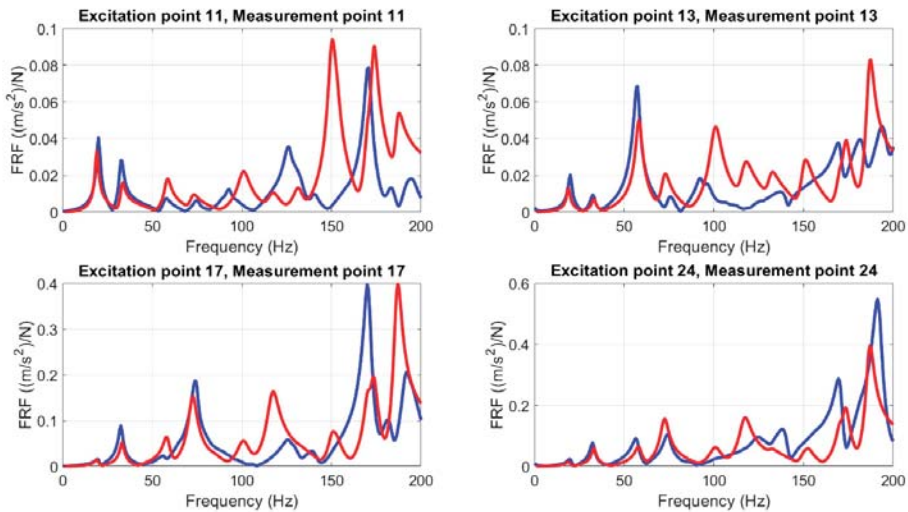 Excitation point 11, Measurement point 11
0.1
0.08
0.06
0.04
0.02
0
FRF ((m/s²)/N)
0 50 100 150 200
Frequency (Hz)
Excitation point 13, Measurement point 13
0.1
0.08
0.06
0.04
0.02
0
FRF ((m/s²)/N)
0 50 100 150 200
Frequency (Hz)
Excitation point 17, Measurement point 17
0.4
0.3
0.2
0.1
0
FRF ((m/s²)/N)
0 50 100 150 200
Frequency (Hz)
Excitation point 24, Measurement point 24
0.6
0.4
0.2
0
FRF ((m/s²)/N)
0 50 100 150 200
Frequency (Hz)